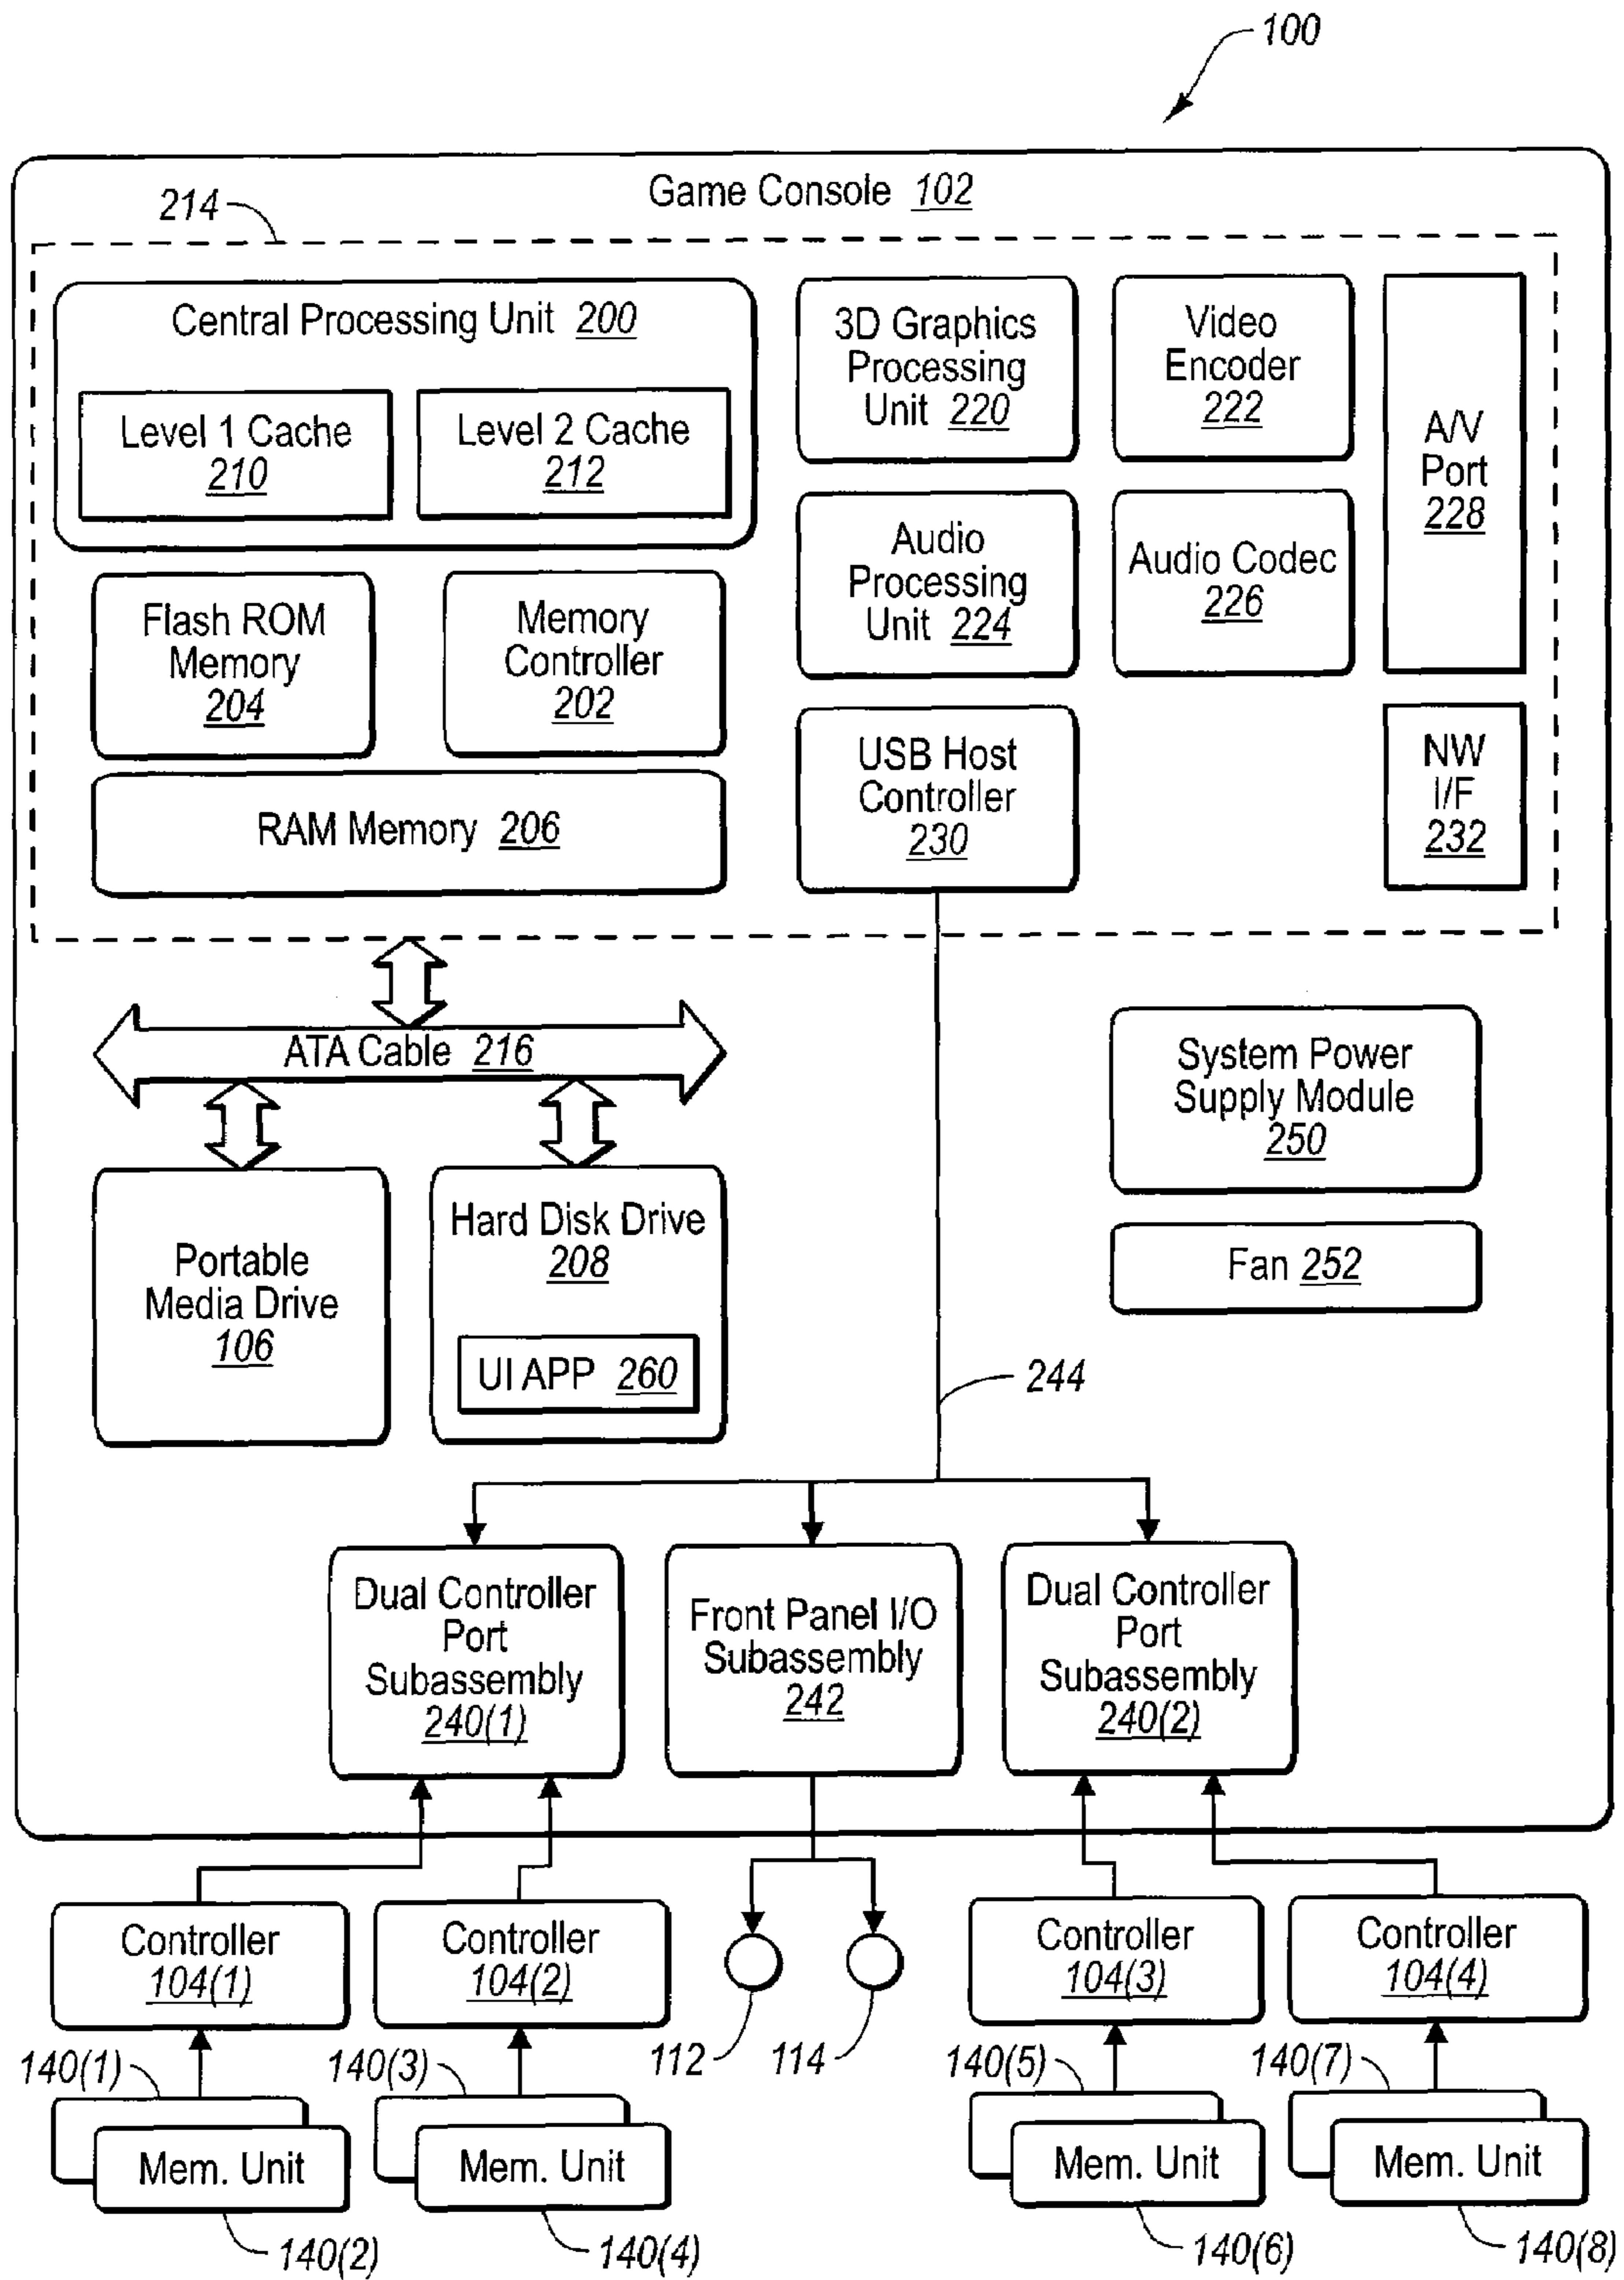 100
Game Console 102
214
Central Processing Unit 200
Level 1 Cache
210
Level 2 Cache
212
3D Graphics
Processing
Unit 220
Video
Encoder
222
A/V
Port
228
Flash ROM
Memory
204
Memory
Controller
202
Audio
Processing
Unit 224
Audio Codec
226
RAM Memory 206
USB Host
Controller
230
NW
I/F
232
ATA Cable 216
System Power
Supply Module
250
Portable
Media Drive
106
Hard Disk Drive
208
UI APP 260
Fan 252
244
Dual Controller
Port
Subassembly
240(1)
Front Panel I/O
Subassembly
242
Dual Controller
Port
Subassembly
240(2)
Controller
104(1)
Controller
104(2)
112
114
Controller
104(3)
Controller
104(4)
140(1)
140(3)
140(5)
140(7)
Mem. Unit
Mem. Unit
Mem. Unit
Mem. Unit
140(2)
140(4)
140(6)
140(8)